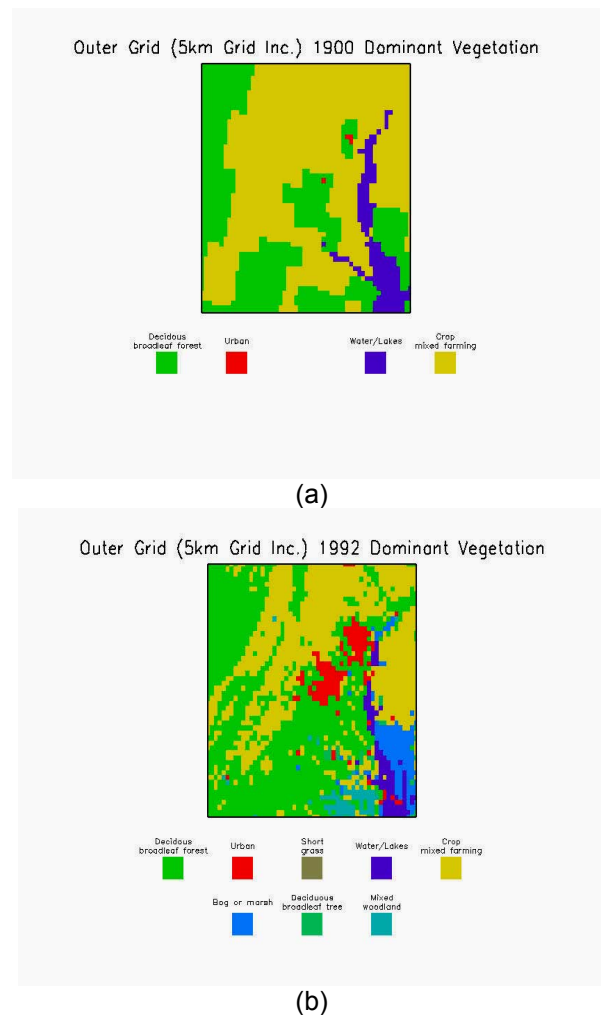 Outer Grid (5km Grid Inc.) 1900 Dominant Vegetation
Decidous
broadleaf forest
Urban
Water/Lakes
Crop
mixed farming
(a)
Outer Grid (5km Grid Inc.) 1992 Dominant Vegetation
Decidous
broadleaf forest
Urban
Short
grass
Water/Lakes
Crop
mixed farming
Bog or marsh
Deciduous
broadleaf tree
Mixed
woodland
(b)